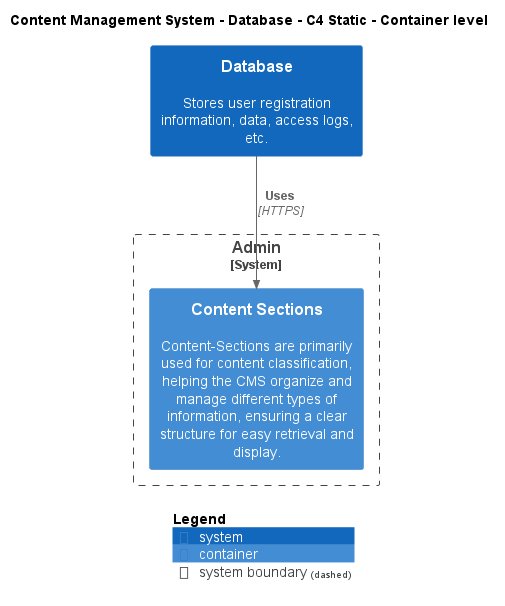 Content Management System - Database - C4 Static - Container level
Database
Stores user registration
information, data, access logs,
etc.
Uses
[HTTPS]
Admin
[System]
Content Sections
Content-Sections are primarily
used for content classification,
helping the CMS organize and
manage different types of
information, ensuring a clear
structure for easy retrieval and
display.
Legend
system
container
system boundary (dashed)